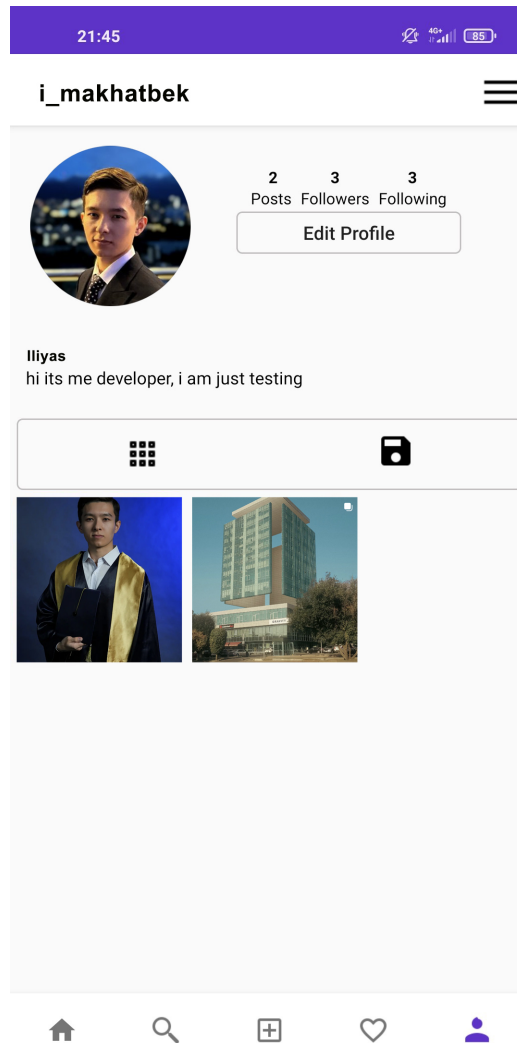 21:45 4G+ 85
i_makhatbek
2 3 3
Posts Followers Following
Edit Profile
Iliyas
hi its me developer, i am just testing